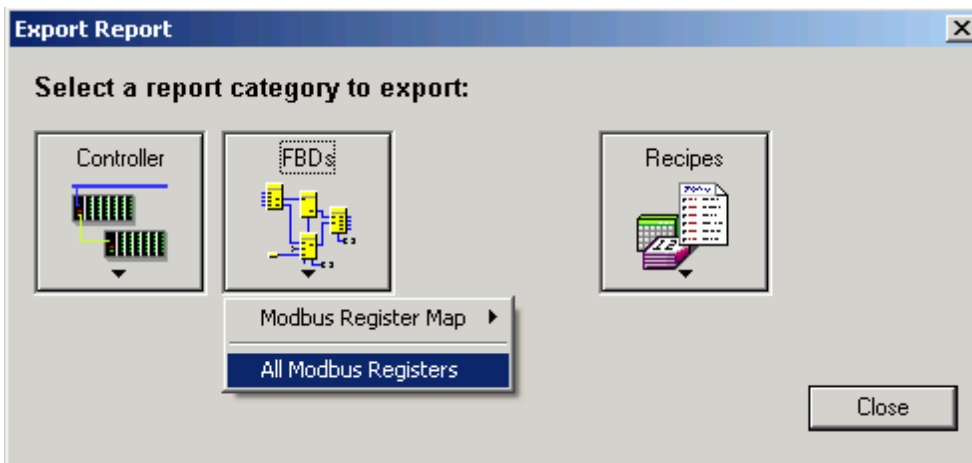 Export Report
Select a report category to export:
Controller
FBDs
Recipes
Modbus Register Map
All Modbus Registers
Close